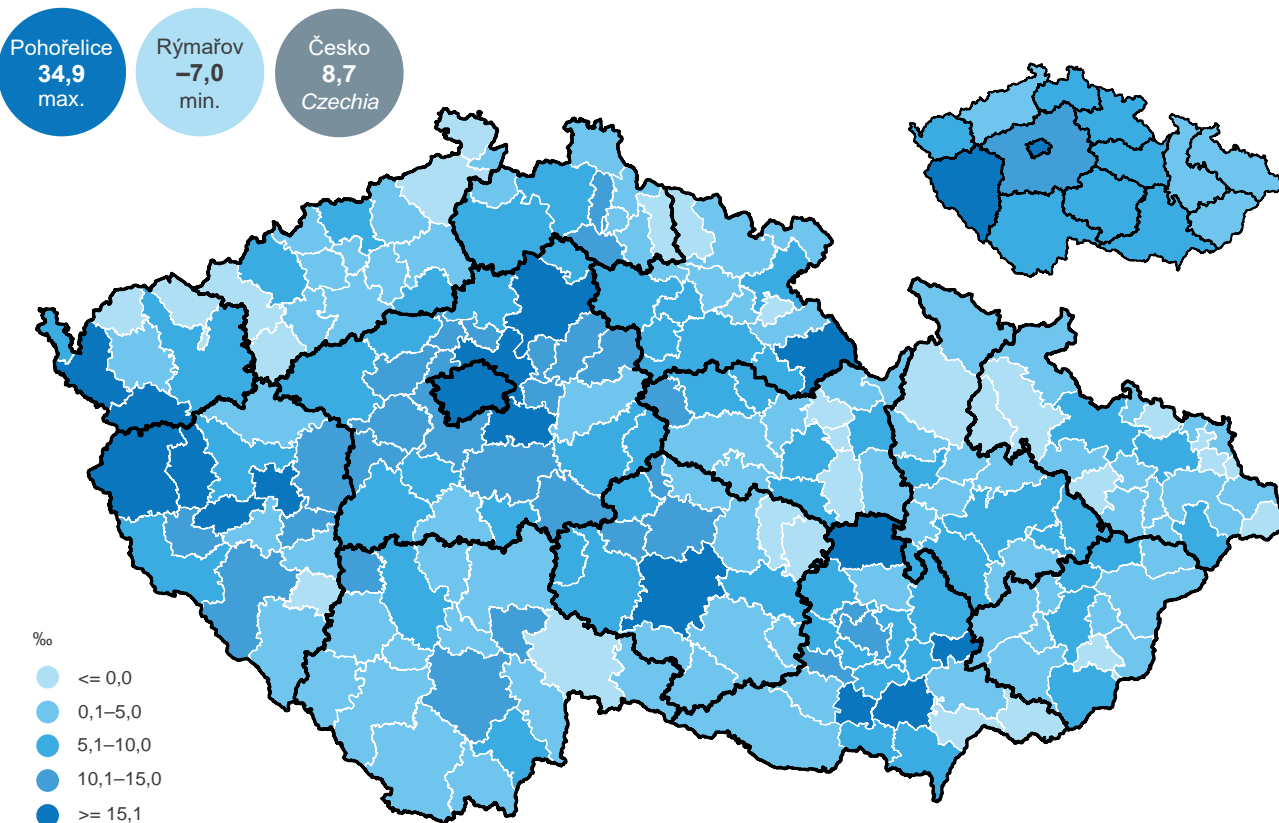 Pohořelice
34,9
max.
Rýmařov
–7,0
min.
Česko
8,7
Czechia
‰
<= 0,0
0,1–5,0
5,1–10,0
10,1–15,0
>= 15,1